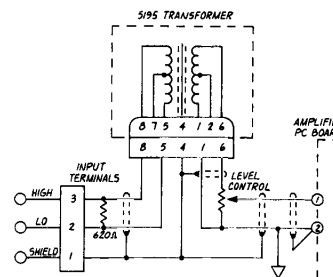 5195 TRANSFORMER
8 7 5 4 1 2 6
8 5 4 1 6
AMPLIFI
PC BOAR
INPUT
TERMINALS
LEVEL
CONTROL
HIGH 3
LO 2
620Ω
SHIELD 1
1
2